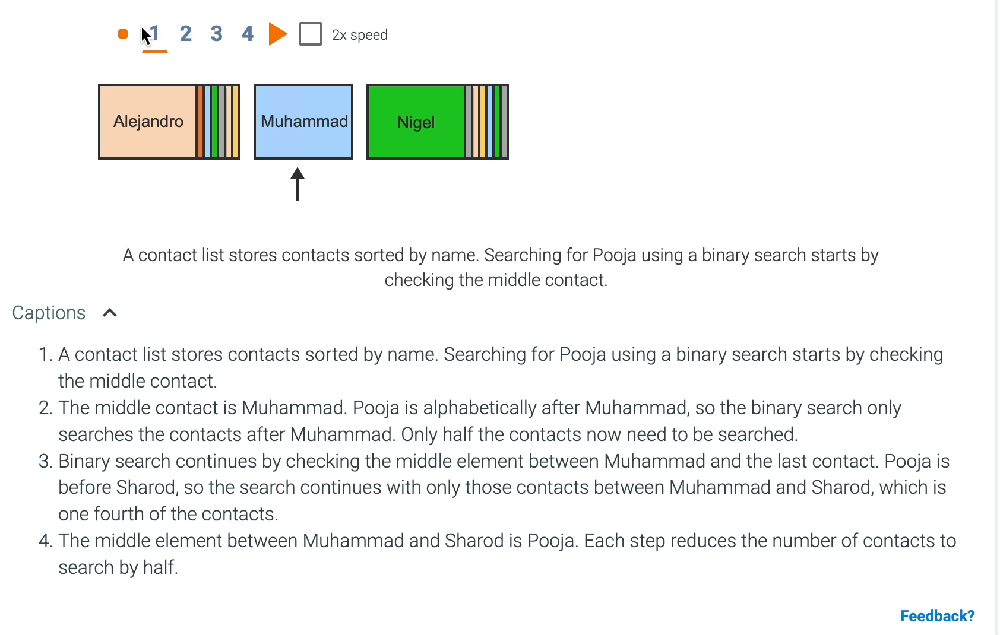 1 2 3 4 2x speed
Alejandro Muhammad Nigel
A contact list stores contacts sorted by name. Searching for Pooja using a binary search starts by
checking the middle contact.
Captions
1. A contact list stores contacts sorted by name. Searching for Pooja using a binary search starts by checking
the middle contact.
2. The middle contact is Muhammad. Pooja is alphabetically after Muhammad, so the binary search only
searches the contacts after Muhammad. Only half the contacts now need to be searched.
3. Binary search continues by checking the middle element between Muhammad and the last contact. Pooja is
before Sharod, so the search continues with only those contacts between Muhammad and Sharod, which is
one fourth of the contacts.
4. The middle element between Muhammad and Sharod is Pooja. Each step reduces the number of contacts to
search by half.
Feedback?